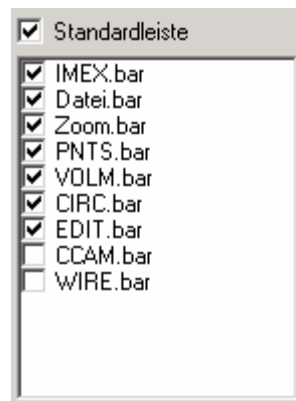 Standardleiste
IMEX.bar
Datei.bar
Zoom.bar
PNTS.bar
VOLM.bar
CIRC.bar
EDIT.bar
CCAM.bar
WIRE.bar